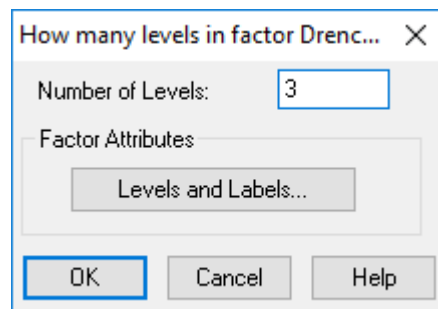 How many levels in factor Drenc...
Number of Levels: 3
Factor Attributes
Levels and Labels...
OK Cancel Help